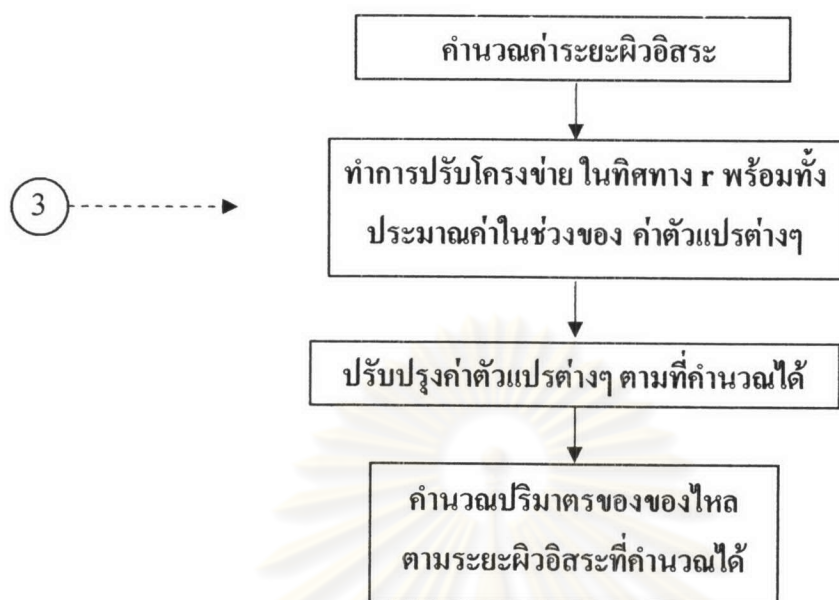 คำนวณค่าระยะผิวอิสระ
3
ทำการปรับโครงข่าย ในทิศทาง r พร้อมทั้ง
ประมาณค่าในช่วงของ ค่าตัวแปรต่างๆ
ปรับปรุงค่าตัวแปรต่างๆ ตามที่คำนวณได้
คำนวณปริมาตรของของไหล
ตามระยะผิวอิสระที่คำนวณได้